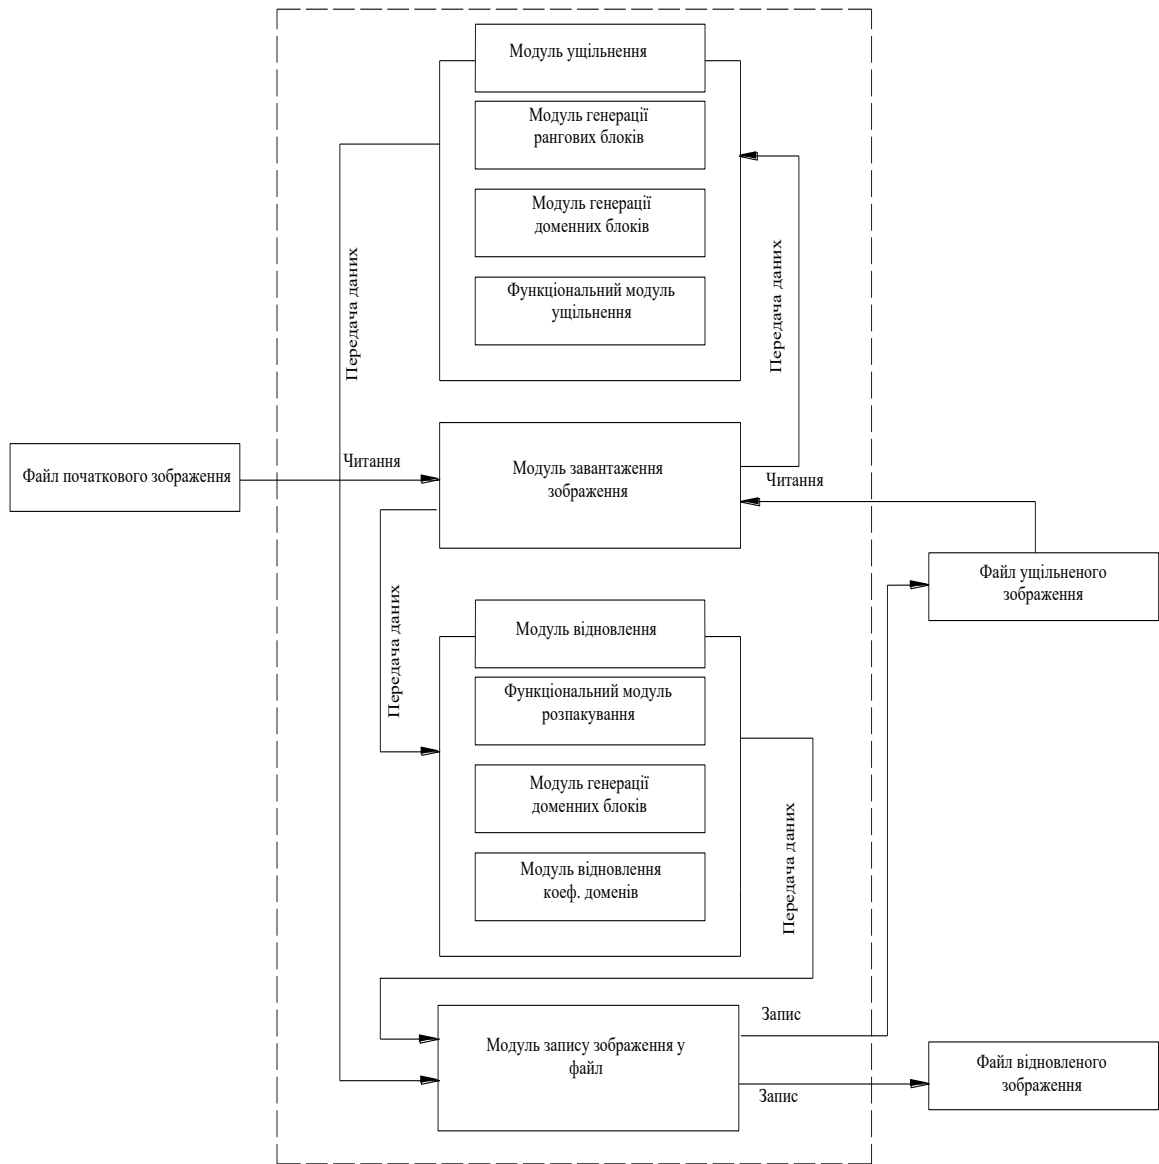 Модуль ущільнення
Модуль генерації
рангових блоків
Модуль генерації
доменних блоків
Функціональний модуль
ущільнення
Передача даних
Передача даних
Файл початкового зображення
Читання
Модуль завантаження
зображення
Читання
Файл ущільненого
зображення
Передача даних
Модуль відновлення
Функціональний модуль
розпакування
Модуль генерації
доменних блоків
Модуль відновлення
коеф. доменів
Передача даних
Модуль запису зображення у
файл
Запис
Запис
Файл відновленого
зображення